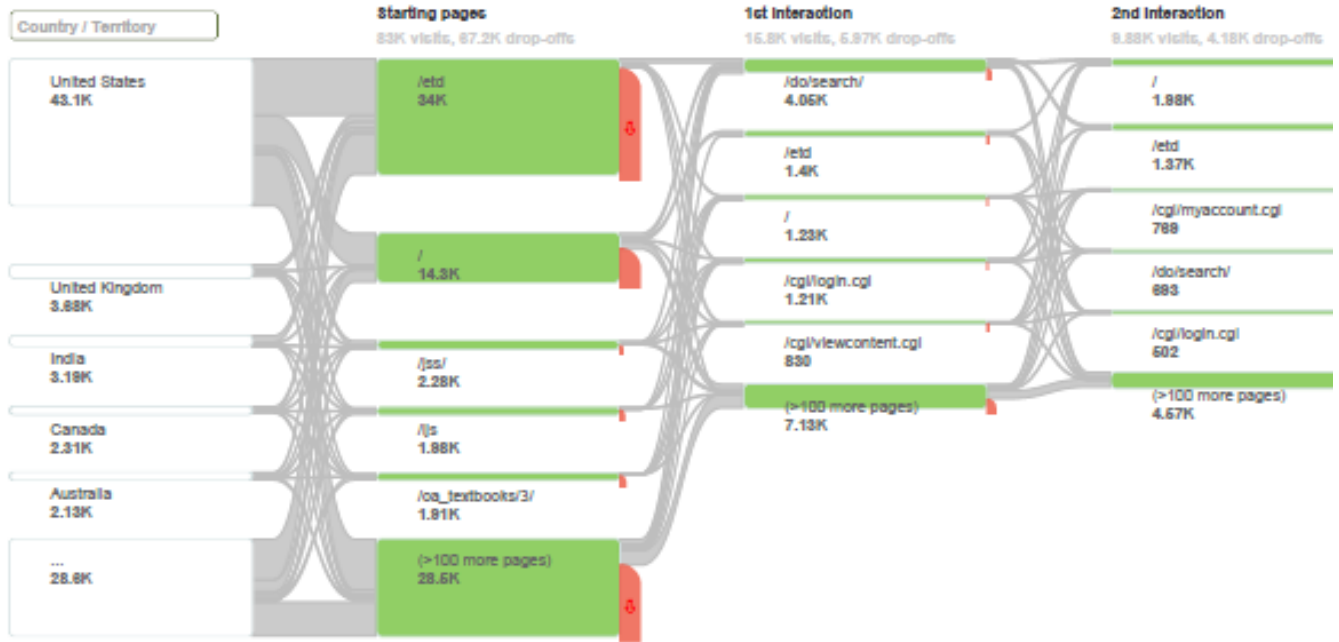 Country / Territory
Starting pages
83K visits, 67.2K drop-offs
1st Interaction
15.8K visits, 5.97K drop-offs
2nd Interaction
9.88K visits, 4.18K drop-offs
United States
43.1K
United Kingdom
3.68K
India
3.19K
Canada
2.31K
Australia
2.13K
...
28.6K
/etd
34K
/
14.3K
/jss/
2.28K
/ijs
1.98K
/oa_textbooks/3/
1.91K
(>100 more pages)
28.5K
/do/search/
4.05K
/etd
1.4K
/
1.23K
/cgi/login.cgi
1.21K
/cgi/viewcontent.cgi
830
(>100 more pages)
7.13K
/
1.98K
/etd
1.37K
/cgi/myaccount.cgi
769
/do/search/
693
/cgi/login.cgi
502
(>100 more pages)
4.57K